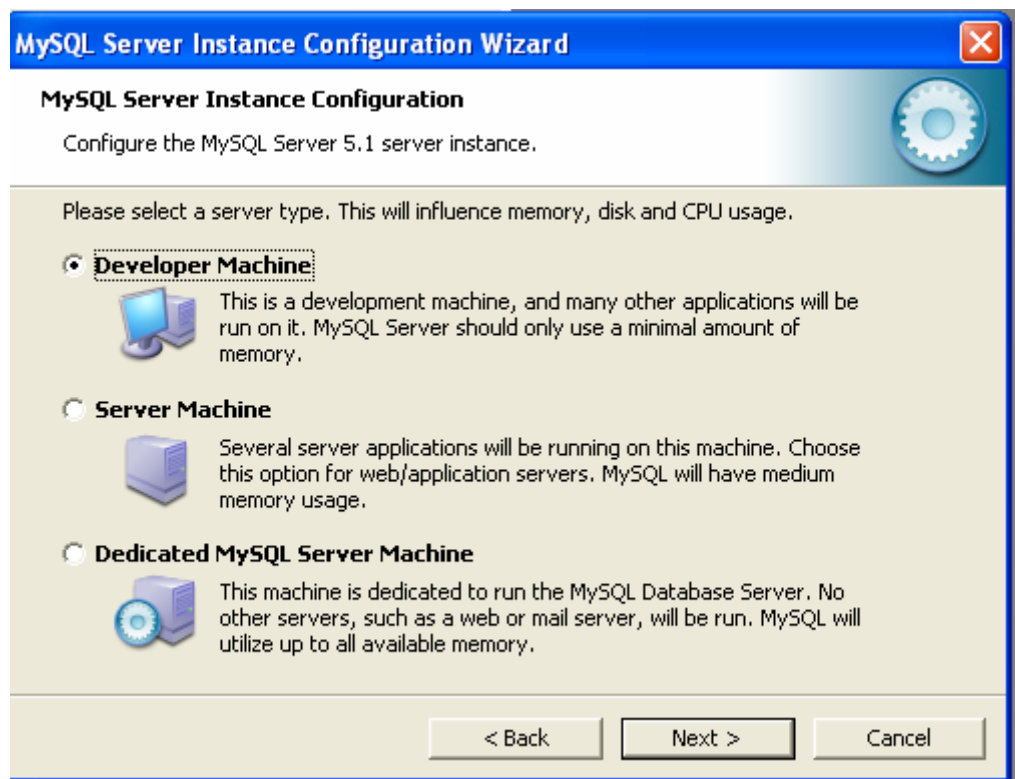 MySQL Server Instance Configuration Wizard
MySQL Server Instance Configuration
Configure the MySQL Server 5.1 server instance.
Please select a server type. This will influence memory, disk and CPU usage.
Developer Machine
This is a development machine, and many other applications will be
run on it. MySQL Server should only use a minimal amount of
memory.
Server Machine
Several server applications will be running on this machine. Choose
this option for web/application servers. MySQL will have medium
memory usage.
Dedicated MySQL Server Machine
This machine is dedicated to run the MySQL Database Server. No
other servers, such as a web or mail server, will be run. MySQL will
utilize up to all available memory.
< Back Next > Cancel